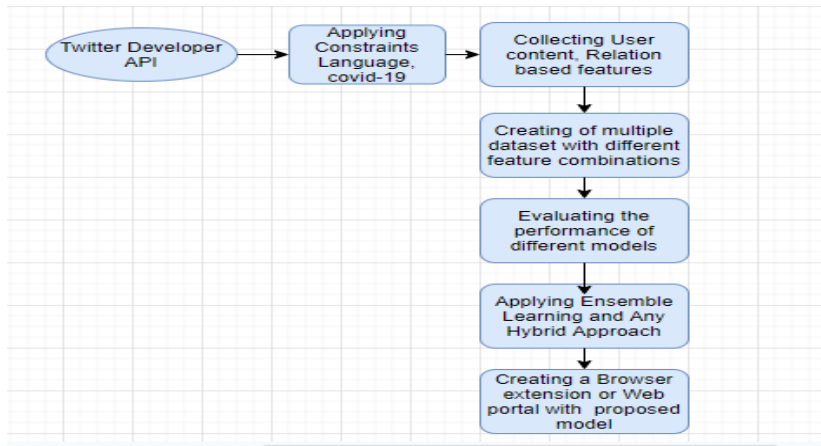 Twitter Developer
API
Applying
Constraints
Language,
covid-19
Collecting User
content, Relation
based features
Creating of multiple
dataset with different
feature combinations
Evaluating the
performance of
different models
Applying Ensemble
Learning and Any
Hybrid Approach
Creating a Browser
extension or Web
portal with proposed
model